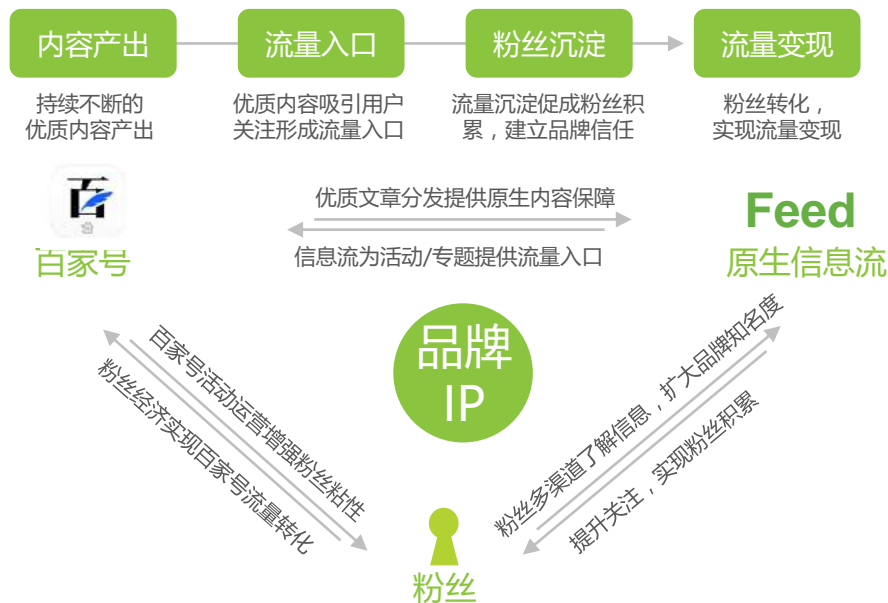 内容产出
流量入口
粉丝沉淀
流量变现
持续不断的
优质内容产出
优质内容吸引用户
关注形成流量入口
流量沉淀促成粉丝积
累，建立品牌信任
粉丝转化，
实现流量变现
百
百家号
优质文章分发提供原生内容保障
信息流为活动/专题提供流量入口
Feed
原生信息流
品牌
IP
百家号活动运营增强粉丝粘性
粉丝经济实现百家号流量转化
粉丝多渠道了解信息，扩大品牌知名度
提升关注，实现粉丝积累
粉丝